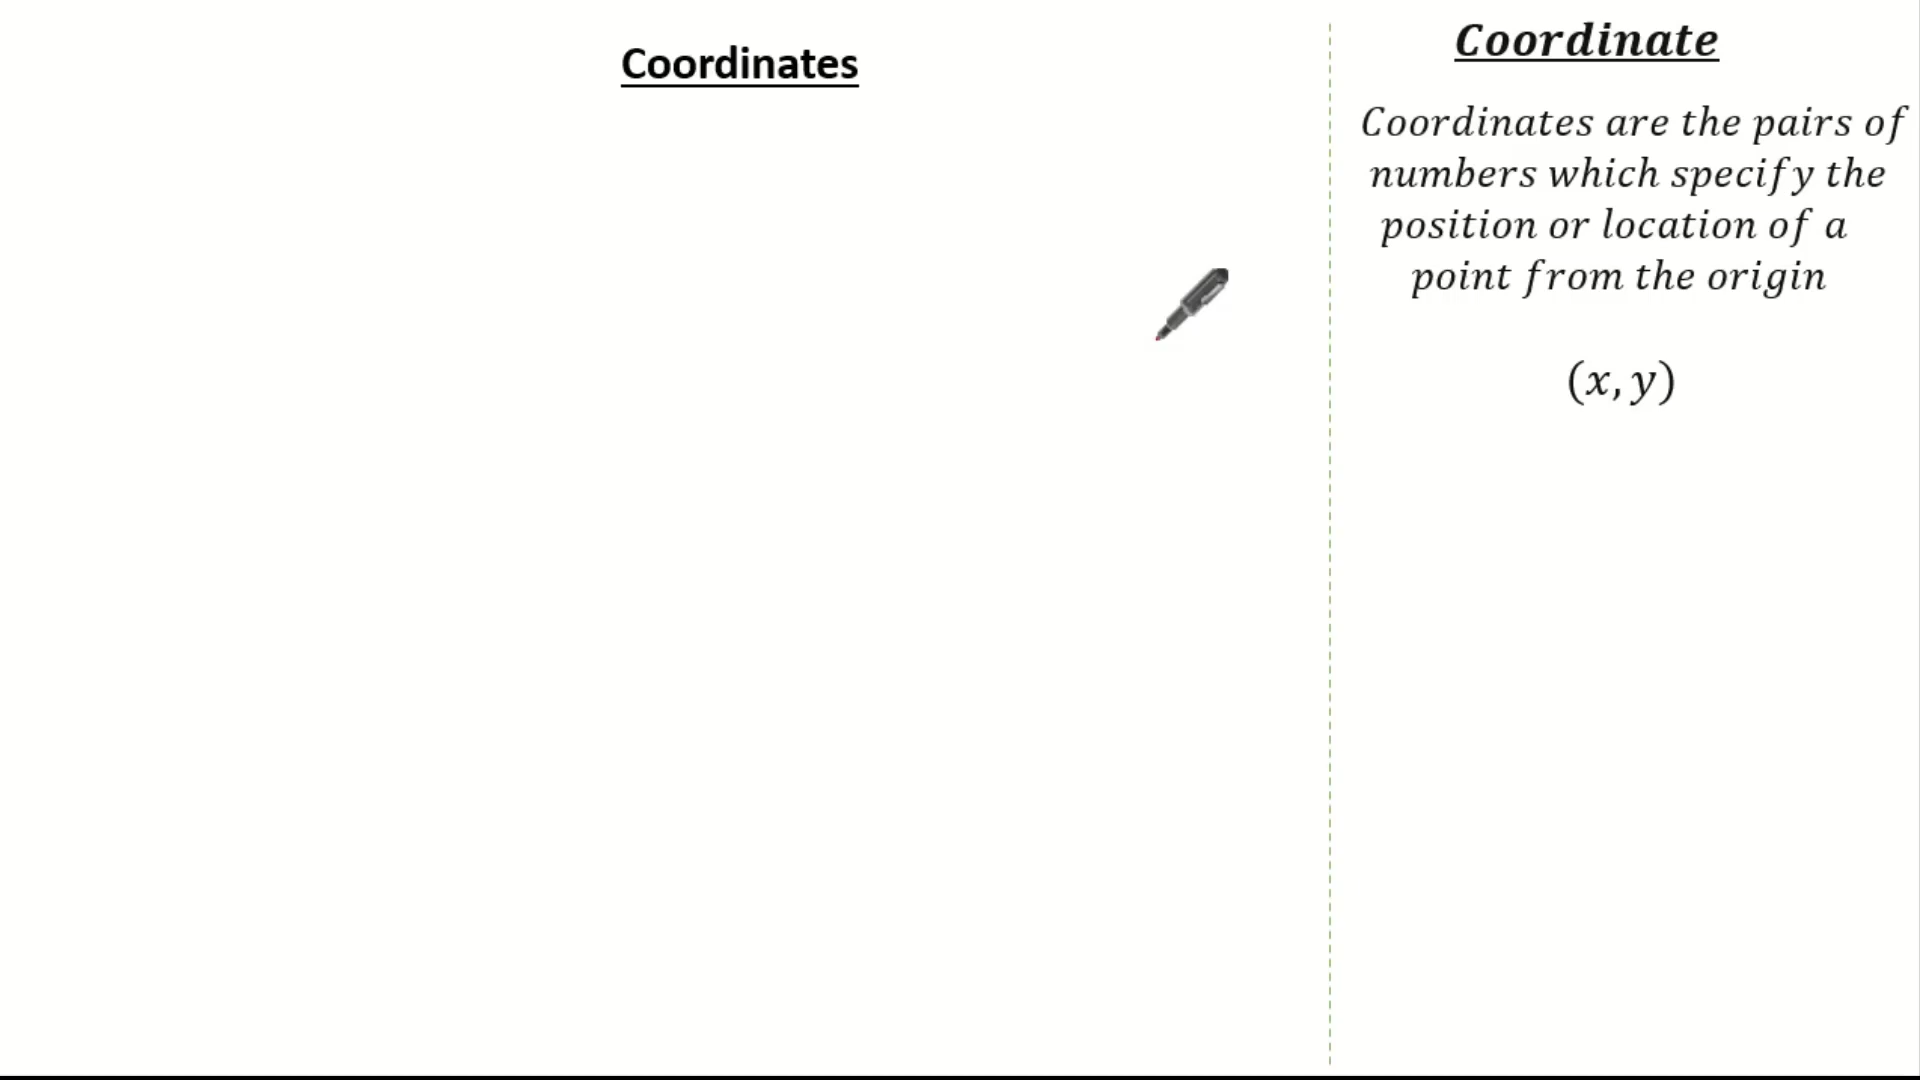 Coordinates
Coordinate
Coordinates are the pairs of
numbers which specify the
position or location of a
point from the origin
(x, y)